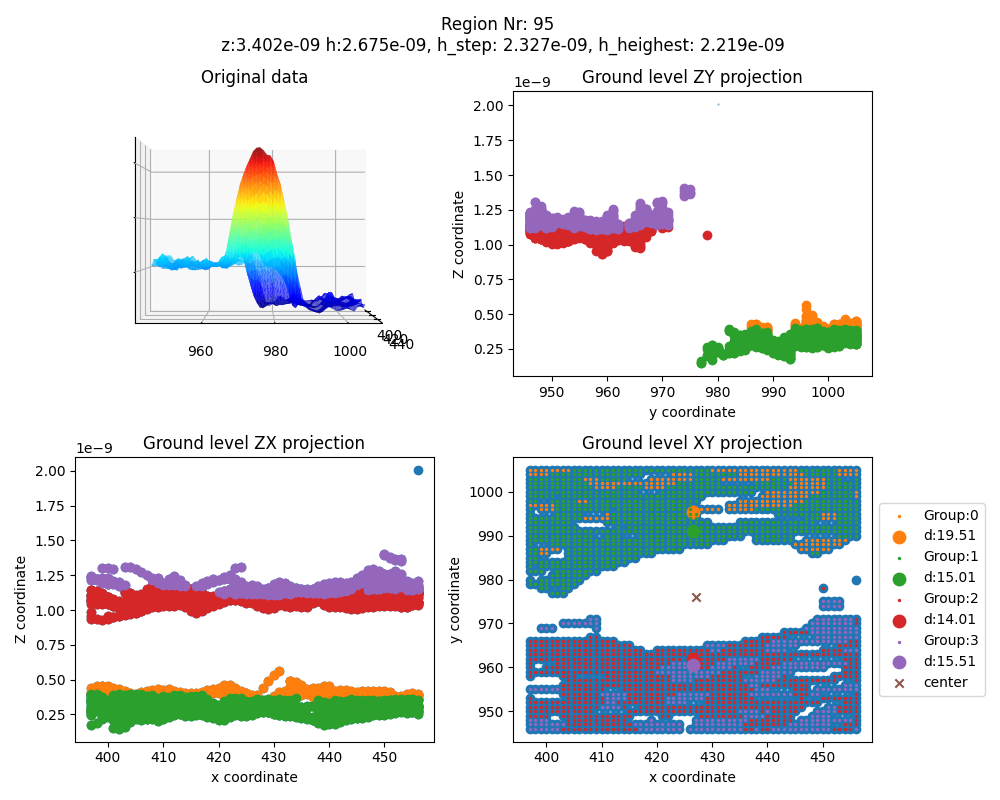 Region Nr: 95
z:3.402e-09 h:2.675e-09, h_step: 2.327e-09, h_heighest: 2.219e-09
Original data
960
980
1000
400
420
440
Ground level ZY projection
1e−9
2.00
1.75
1.50
1.25
1.00
0.75
0.50
0.25
Z coordinate
950
960
970
980
990
1000
y coordinate
Ground level ZX projection
1e−9
2.00
1.75
1.50
1.25
1.00
0.75
0.50
0.25
Z coordinate
400
410
420
430
440
450
x coordinate
Ground level XY projection
1000
990
980
970
960
950
y coordinate
400
410
420
430
440
450
x coordinate
Group:0
d:19.51
Group:1
d:15.01
Group:2
d:14.01
Group:3
d:15.51
center